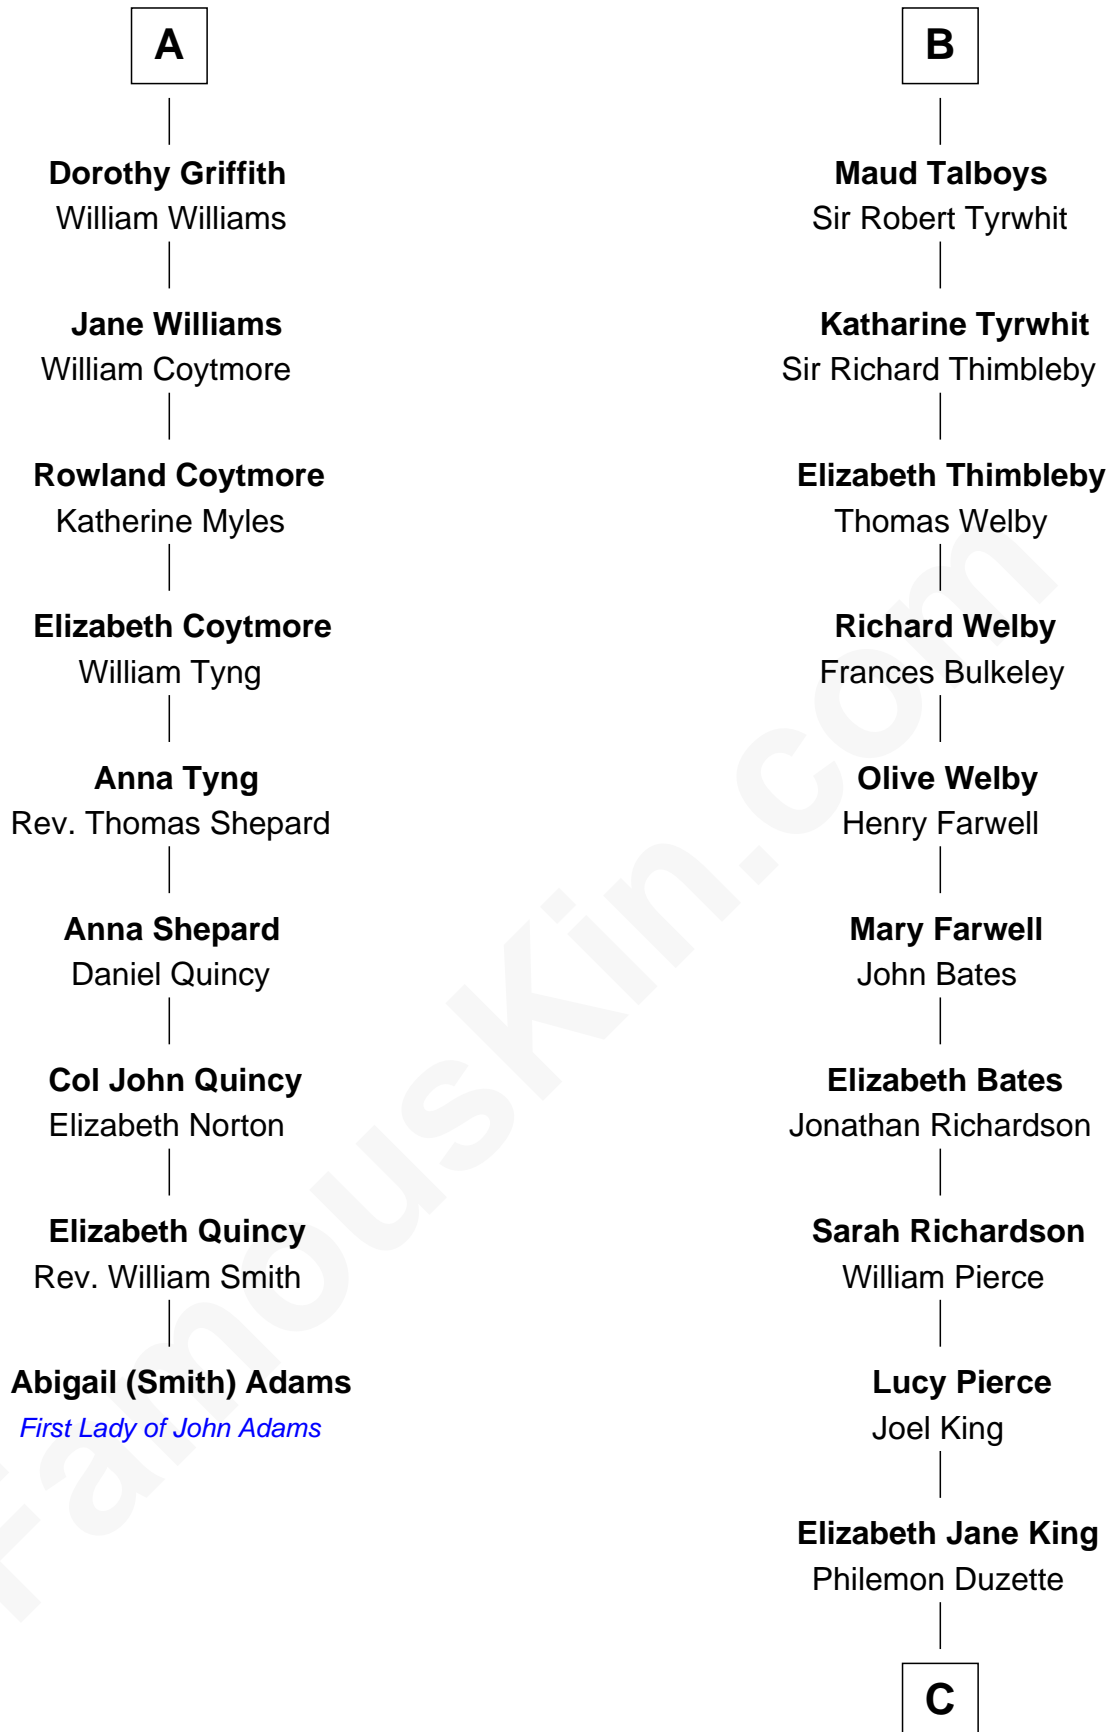 A
Dorothy Griffith
William Williams
Jane Williams
William Coytmore
Rowland Coytmore
Katherine Myles
Elizabeth Coytmore
William Tyng
Anna Tyng
Rev. Thomas Shepard
Anna Shepard
Daniel Quincy
Col John Quincy
Elizabeth Norton
Elizabeth Quincy
Rev. William Smith
Abigail (Smith) Adams
First Lady of John Adams
B
Maud Talboys
Sir Robert Tyrwhit
Katharine Tyrwhit
Sir Richard Thimbleby
Elizabeth Thimbleby
Thomas Welby
Richard Welby
Frances Bulkeley
Olive Welby
Henry Farwell
Mary Farwell
John Bates
Elizabeth Bates
Jonathan Richardson
Sarah Richardson
William Pierce
Lucy Pierce
Joel King
Elizabeth Jane King
Philemon Duzette
C
FamousKin.com